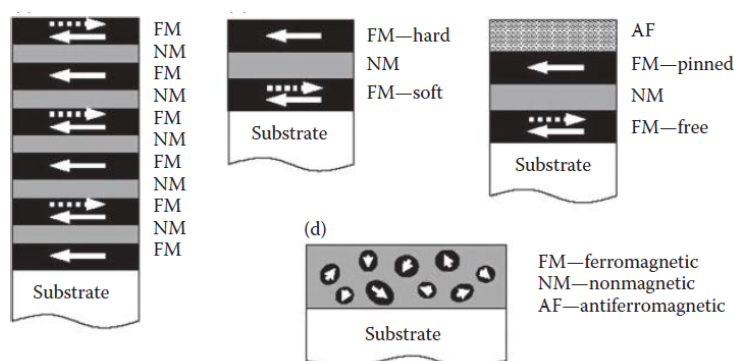 FM
NM
FM
NM
FM
NM
FM
NM
FM
NM
FM
Substrate
FM—hard
NM
FM—soft
Substrate
AF
FM—pinned
NM
FM—free
Substrate
(d)
Substrate
FM—ferromagnetic
NM—nonmagnetic
AF—antiferromagnetic